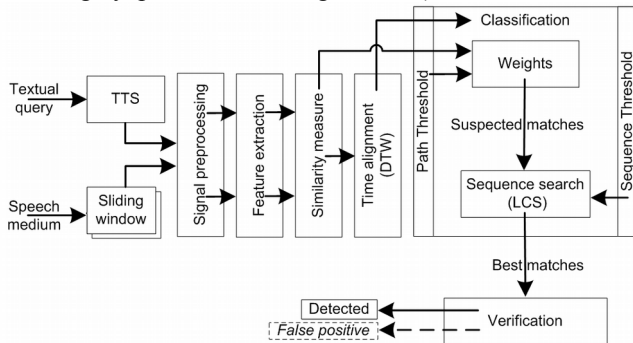 Textual
query
TTS
Speech
medium
Sliding
window
Signal preprocessing
Feature extraction
Similarity measure
Time alignment
(DTW)
Path Threshold
Classification
Weights
Suspected matches
Sequence search
(LCS)
Sequence Threshold
Best matches
Verification
Detected
False positive